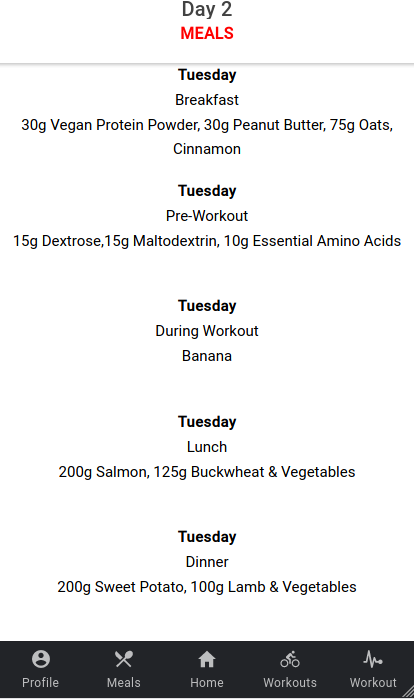 Day 2
MEALS
Tuesday
Breakfast
30g Vegan Protein Powder, 30g Peanut Butter, 75g Oats,
Cinnamon
Tuesday
Pre-Workout
15g Dextrose,15g Maltodextrin, 10g Essential Amino Acids
Tuesday
During Workout
Banana
Tuesday
Lunch
200g Salmon, 125g Buckwheat & Vegetables
Tuesday
Dinner
200g Sweet Potato, 100g Lamb & Vegetables
Profile Meals Home Workouts Workout